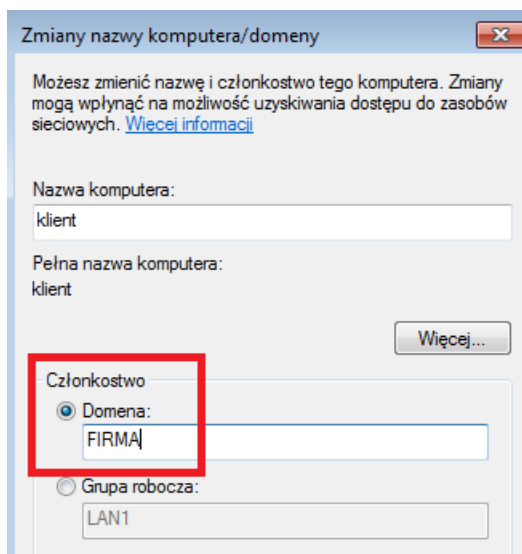 Zmiany nazwy komputera/domeny
Możesz zmienić nazwę i członkostwo tego komputera. Zmiany
mogą wpłynąć na możliwość uzyskiwania dostępu do zasobów
sieciowych. Więcej informacji
Nazwa komputera:
klient
Pełna nazwa komputera:
klient
Więcej...
Członkostwo
Domena:
FIRMA
Grupa robocza:
LAN1